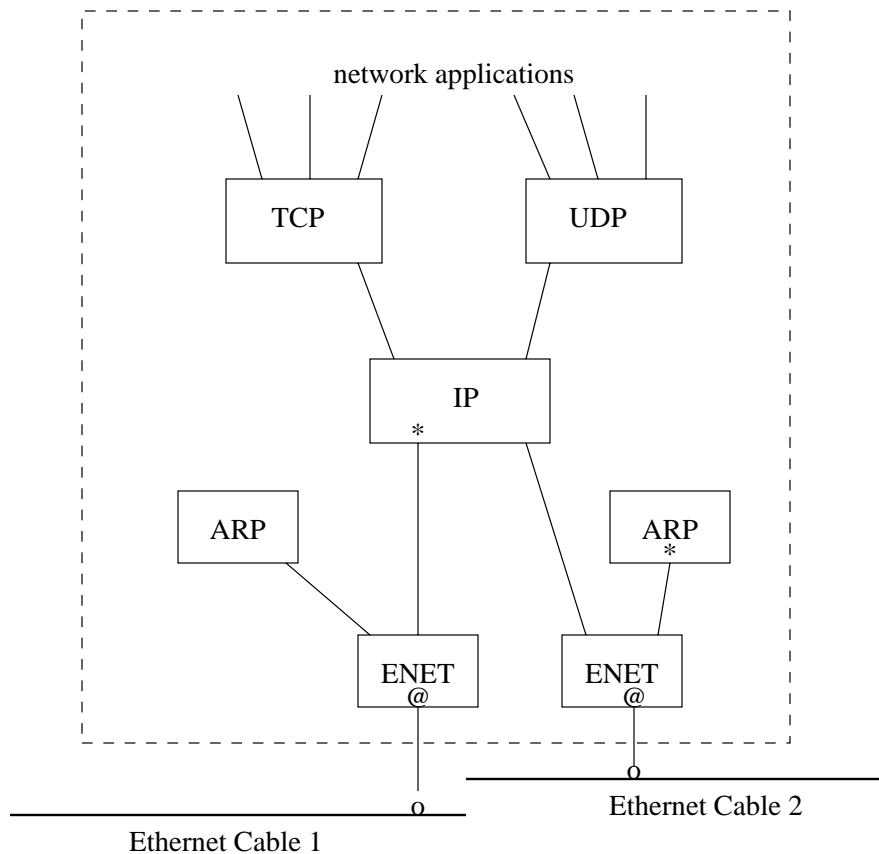 network applications
TCP
UDP
IP
*
ARP
ARP
*
ENET
@
ENET
@
o
o
Ethernet Cable 2
Ethernet Cable 1